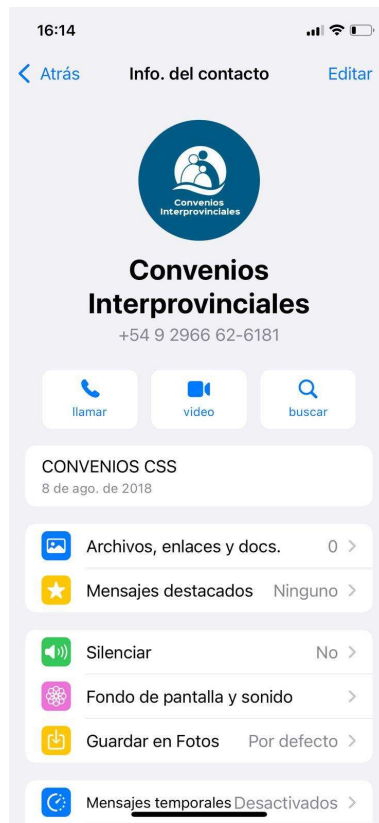 16:14
Atrás Info. del contacto Editar
Convenios
Interprovinciales
Convenios
Interprovinciales
+54 9 2966 62-6181
llamar video buscar
CONVENIOS CSS
8 de ago. de 2018
Archivos, enlaces y docs. 0
Mensajes destacados Ninguno
Silenciar No
Fondo de pantalla y sonido
Guardar en Fotos Por defecto
Mensajes temporales Desactivados